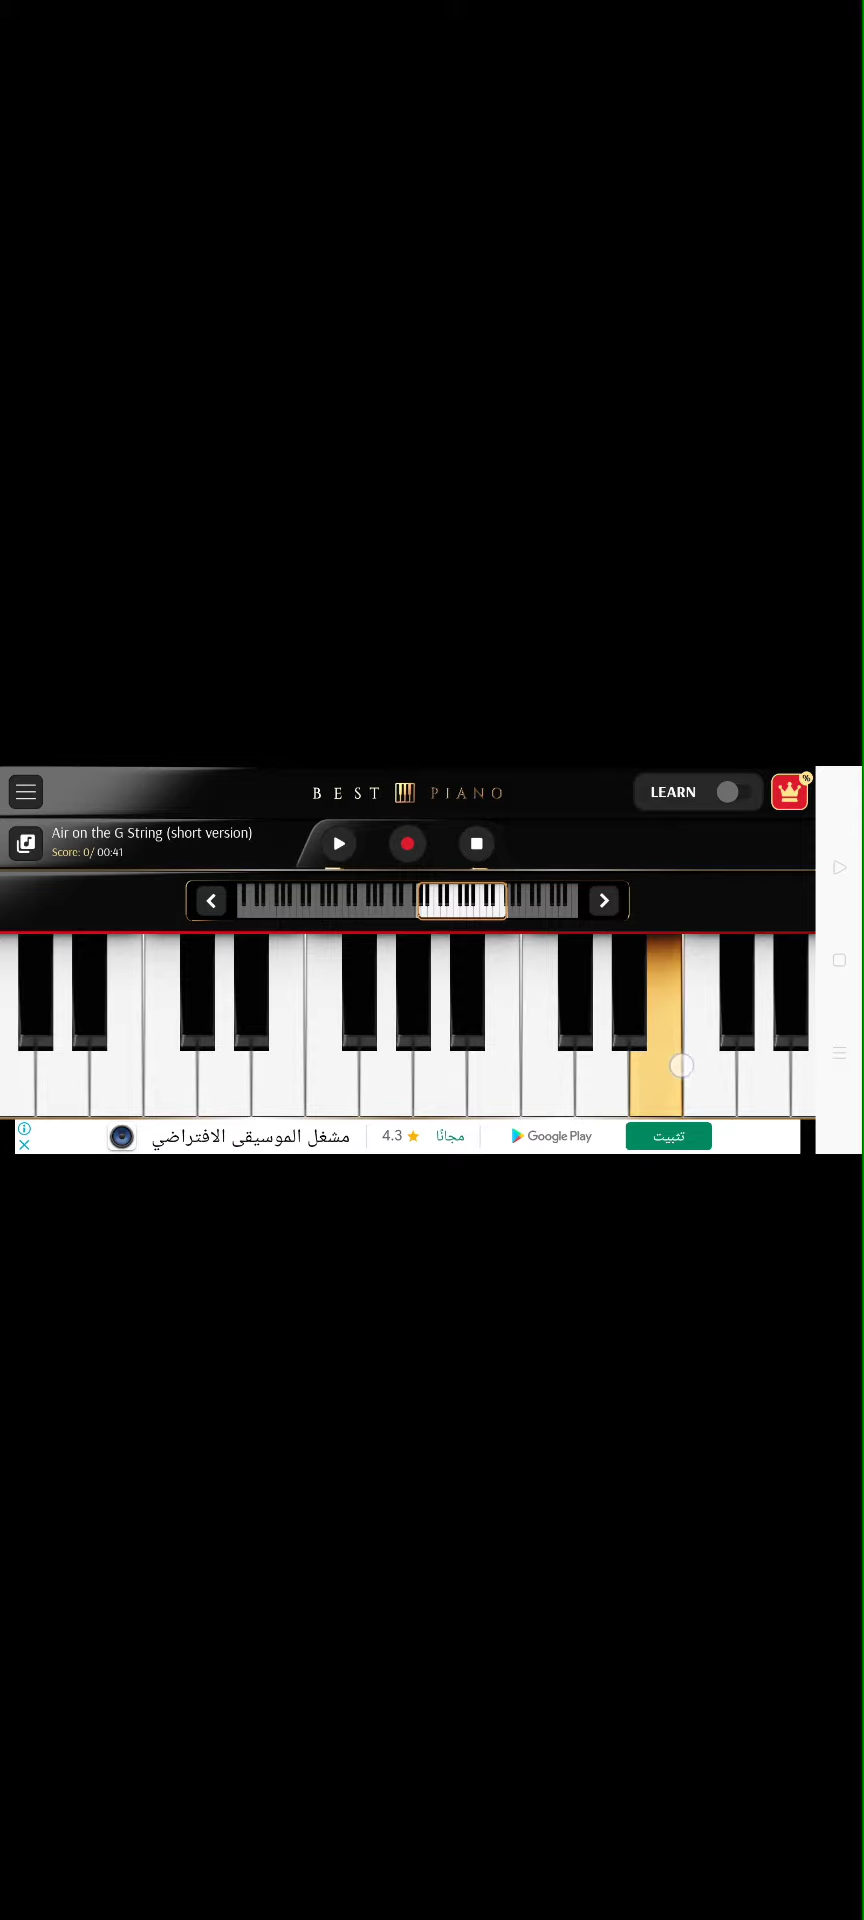 BEST PIANO
LEARN
%
Air on the G String (short version)
Score: 0/ 00:41
مشغل الموسيقى الافتراضي
4.3
مجانًا
Google Play
تثبيت